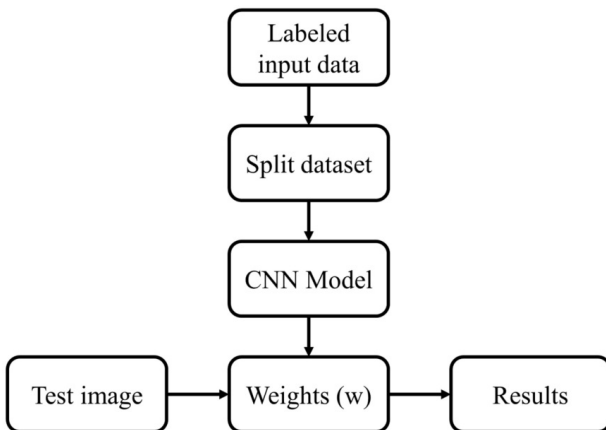 Labeled
input data
Split dataset
CNN Model
Test image
Weights (w)
Results